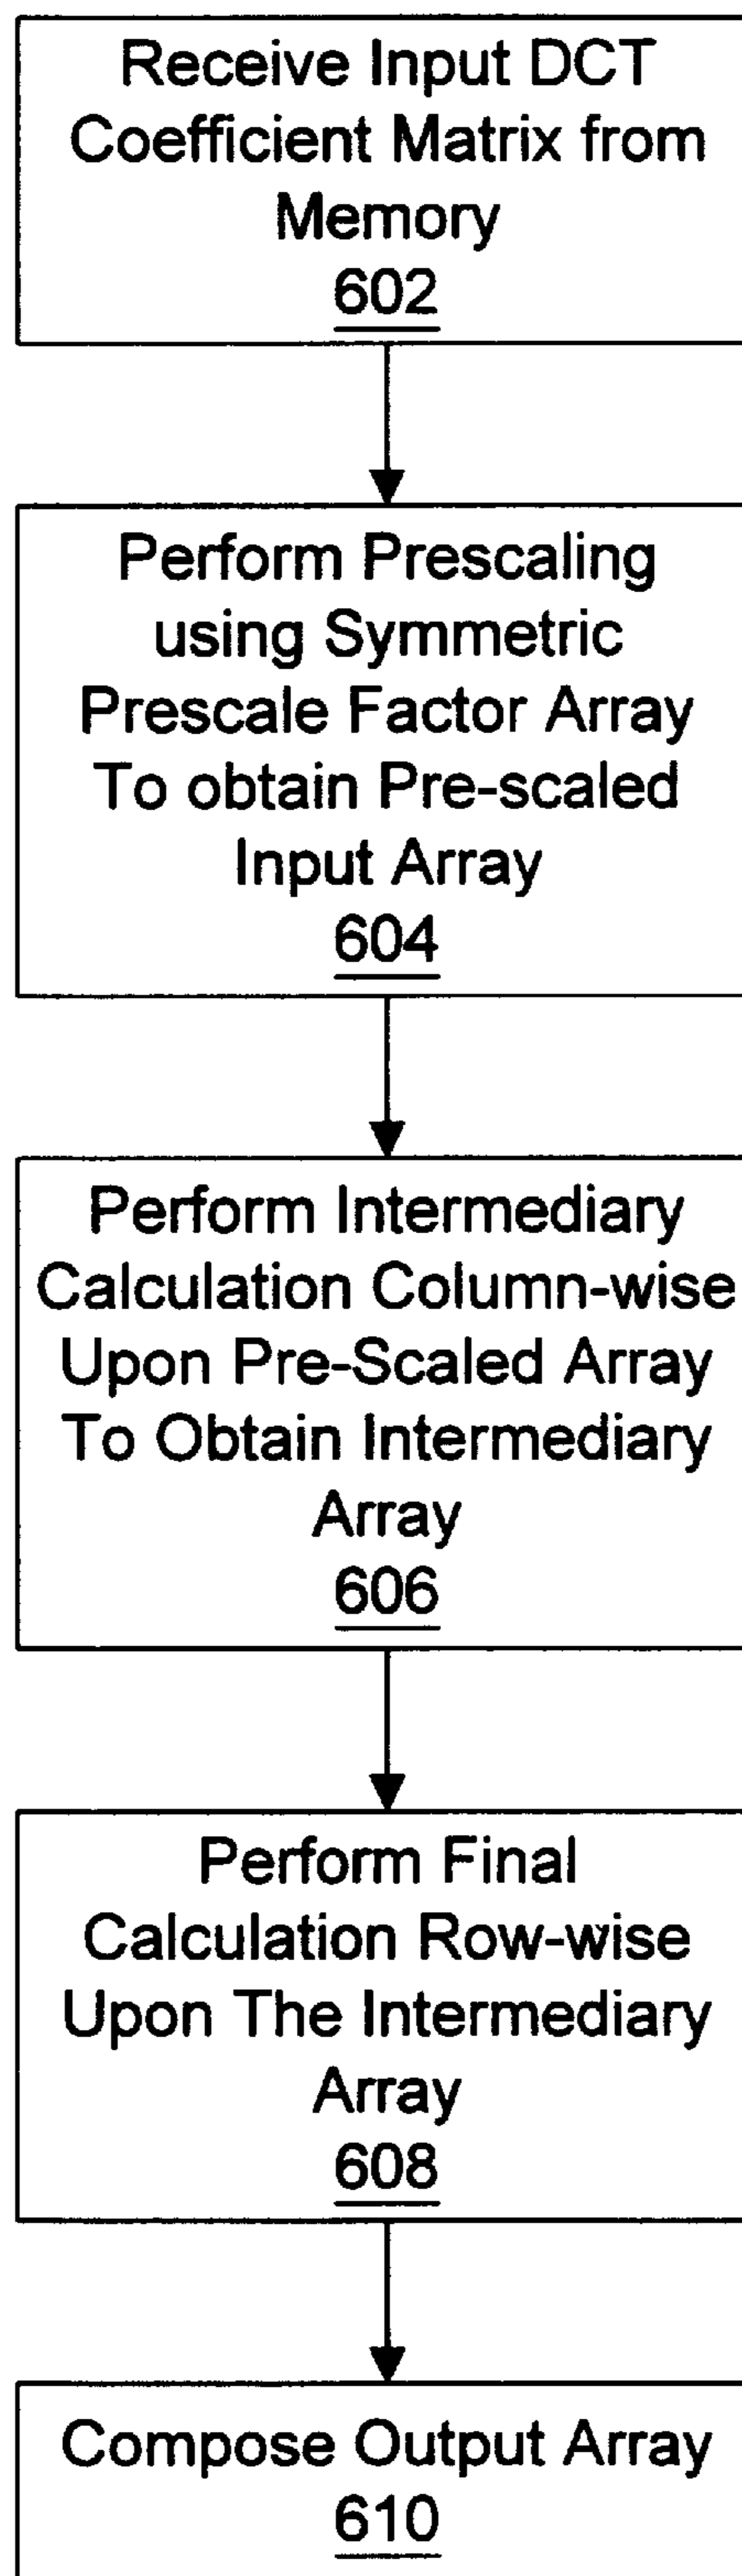 Receive Input DCT
Coefficient Matrix from
Memory
602
Perform Prescaling
using Symmetric
Prescale Factor Array
To obtain Pre-scaled
Input Array
604
Perform Intermediary
Calculation Column-wise
Upon Pre-Scaled Array
To Obtain Intermediary
Array
606
Perform Final
Calculation Row-wise
Upon The Intermediary
Array
608
Compose Output Array
610